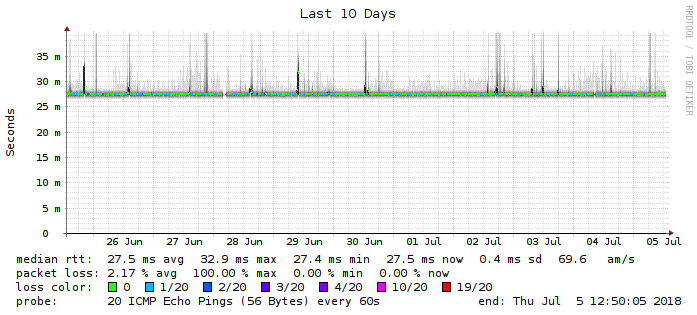 Last 10 Days
RRDTOOL / TOBI OETIKER
Seconds
35 m
30 m
25 m
20 m
15 m
10 m
5 m
0
26 Jun 27 Jun 28 Jun 29 Jun 30 Jun 01 Jul 02 Jul 03 Jul 04 Jul 05 Jul
median rtt: 27.5 ms avg 32.9 ms max 27.4 ms min 27.5 ms now 0.4 ms sd 69.6 am/s
packet loss: 2.17 % avg 100.00 % max 0.00 % min 0.00 % now
loss color: 0 1/20 2/20 3/20 4/20 10/20 19/20
probe: 20 ICMP Echo Pings (56 Bytes) every 60s end: Thu Jul 5 12:50:05 2018